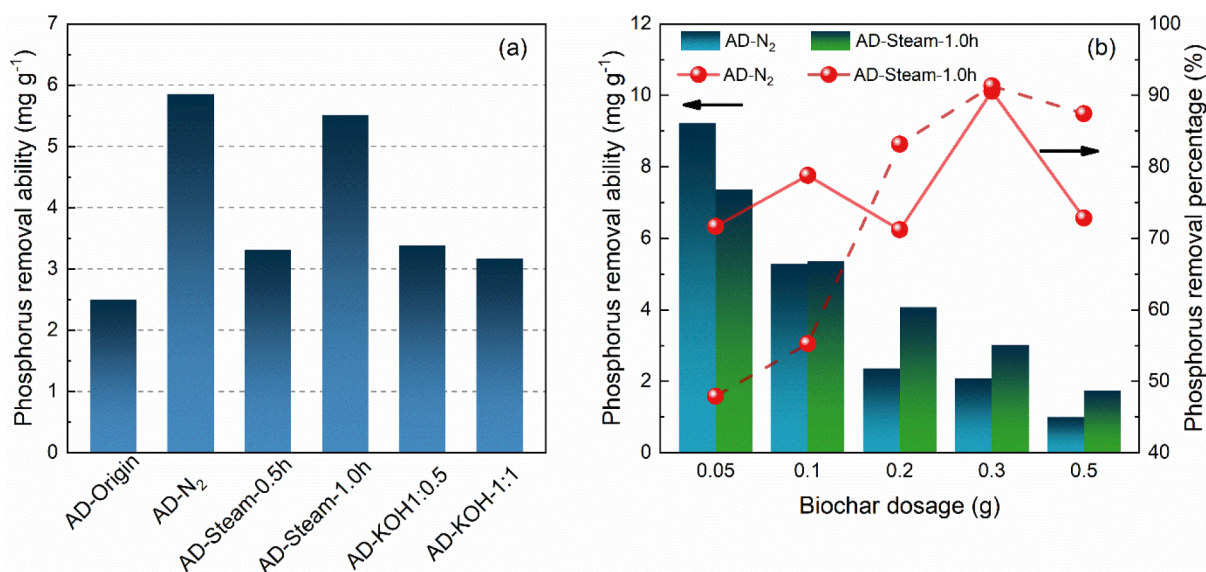 (a)
Phosphorus removal ability (mg g⁻¹)
7
6
5
4
3
2
1
0
AD-Origin
AD-N₂
AD-Steam-0.5h
AD-Steam-1.0h
AD-KOH1:0.5
AD-KOH-1:1
(b)
AD-N₂ AD-Steam-1.0h
AD-N₂ AD-Steam-1.0h
Phosphorus removal ability (mg g⁻¹)
12
10
8
6
4
2
0
0.05 0.1 0.2 0.3 0.5
Biochar dosage (g)
100
90
80
70
60
50
40
Phosphorus removal percentage (%)